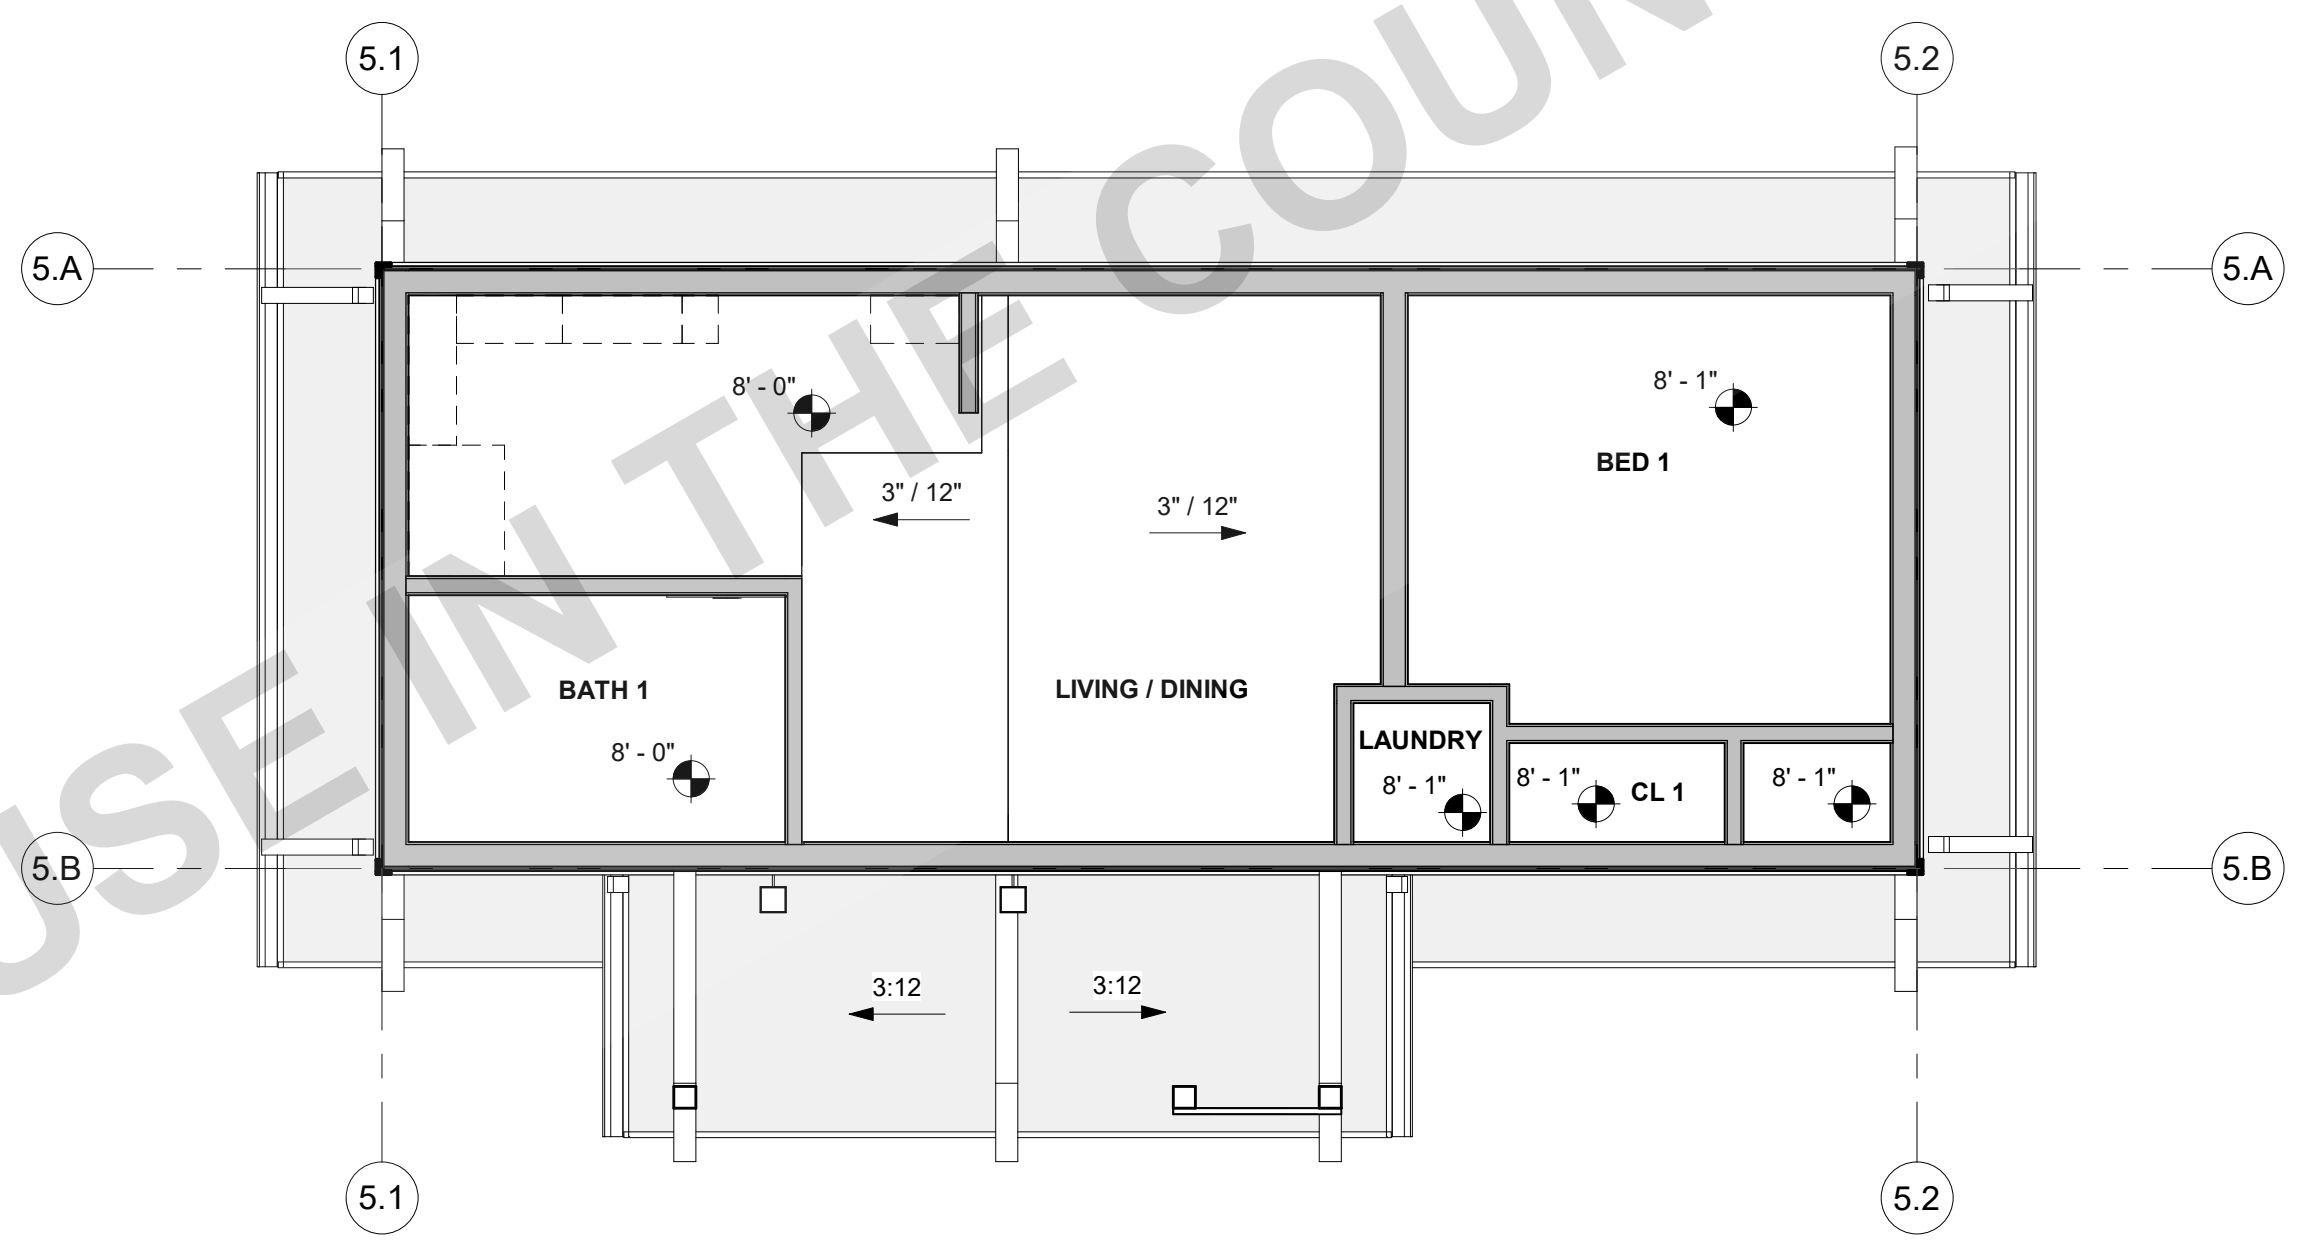 5.1
5.2
5.A
5.A
8' - 0"
8' - 1"
BED 1
3" / 12"
3" / 12"
BATH 1
LIVING / DINING
LAUNDRY
8' - 0"
8' - 1"
8' - 1"
CL 1
8' - 1"
5.B
5.B
3:12
3:12
5.1
5.2
USE IN THE COUN